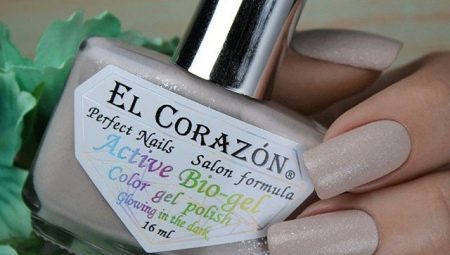 EL CORAZÓN®
Perfect Nails Salon formula
Active Bio-gel
Color gel polish
Glowing in the dark
16 ml